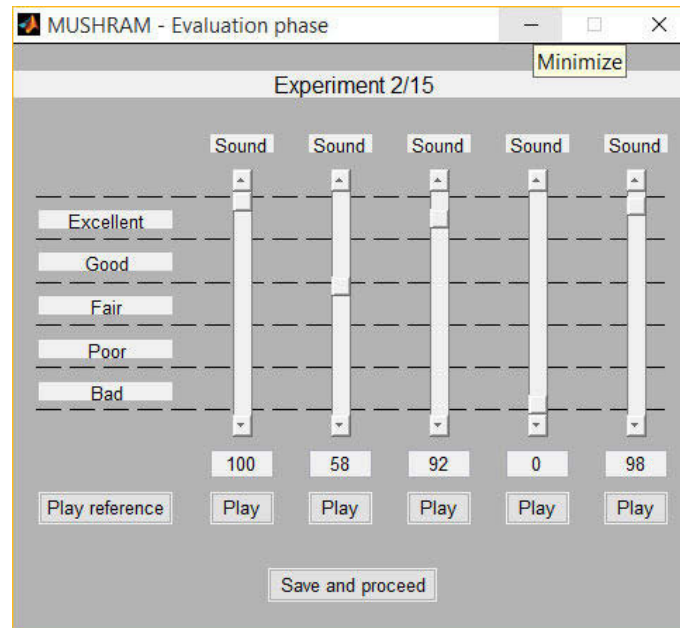 MUSHRAM - Evaluation phase
Minimize
Experiment 2/15
Sound Sound Sound Sound Sound
Excellent
Good
Fair
Poor
Bad
100 58 92 0 98
Play reference Play Play Play Play Play
Save and proceed